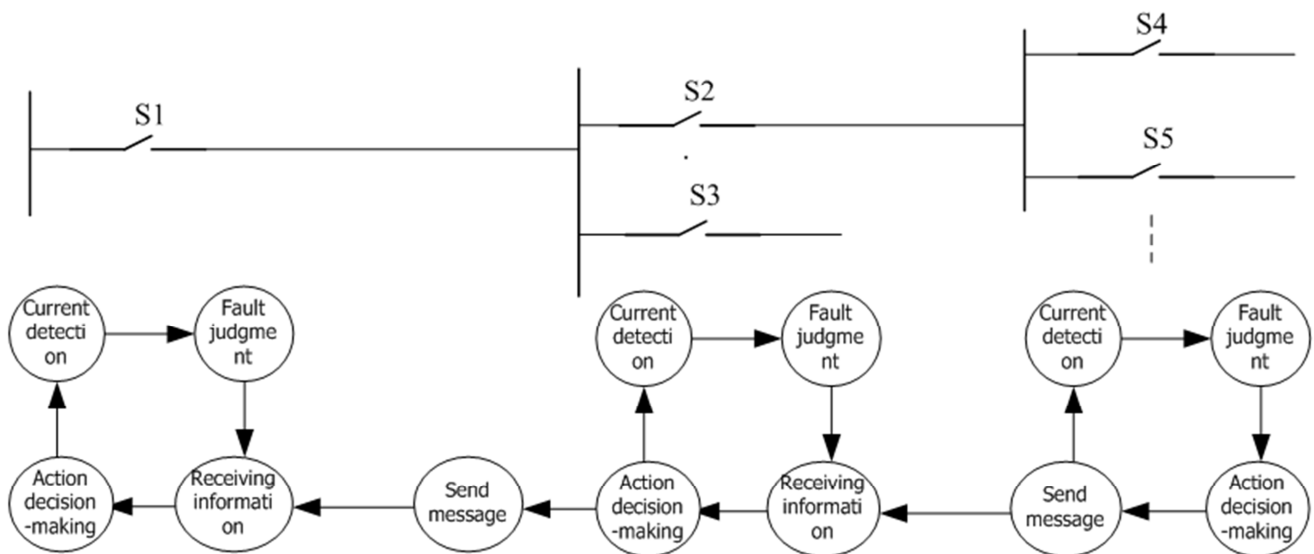 S4
S2
S1
S5
S3
Current
detecti
on
Fault
judgme
nt
Current
detecti
on
Fault
judgme
nt
Current
detecti
on
Fault
judgme
nt
Action
decision
-making
Receiving
informati
on
Send
message
Action
decision
-making
Receiving
informati
on
Send
message
Action
decision
-making